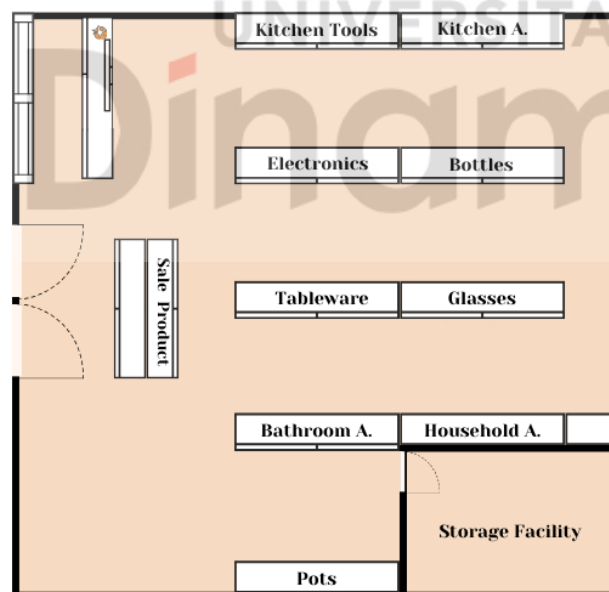 UNIVERSITA
Dinam
Kitchen Tools
Kitchen A.
Electronics
Bottles
Sale Product
Tableware
Glasses
Bathroom A.
Household A.
Storage Facility
Pots